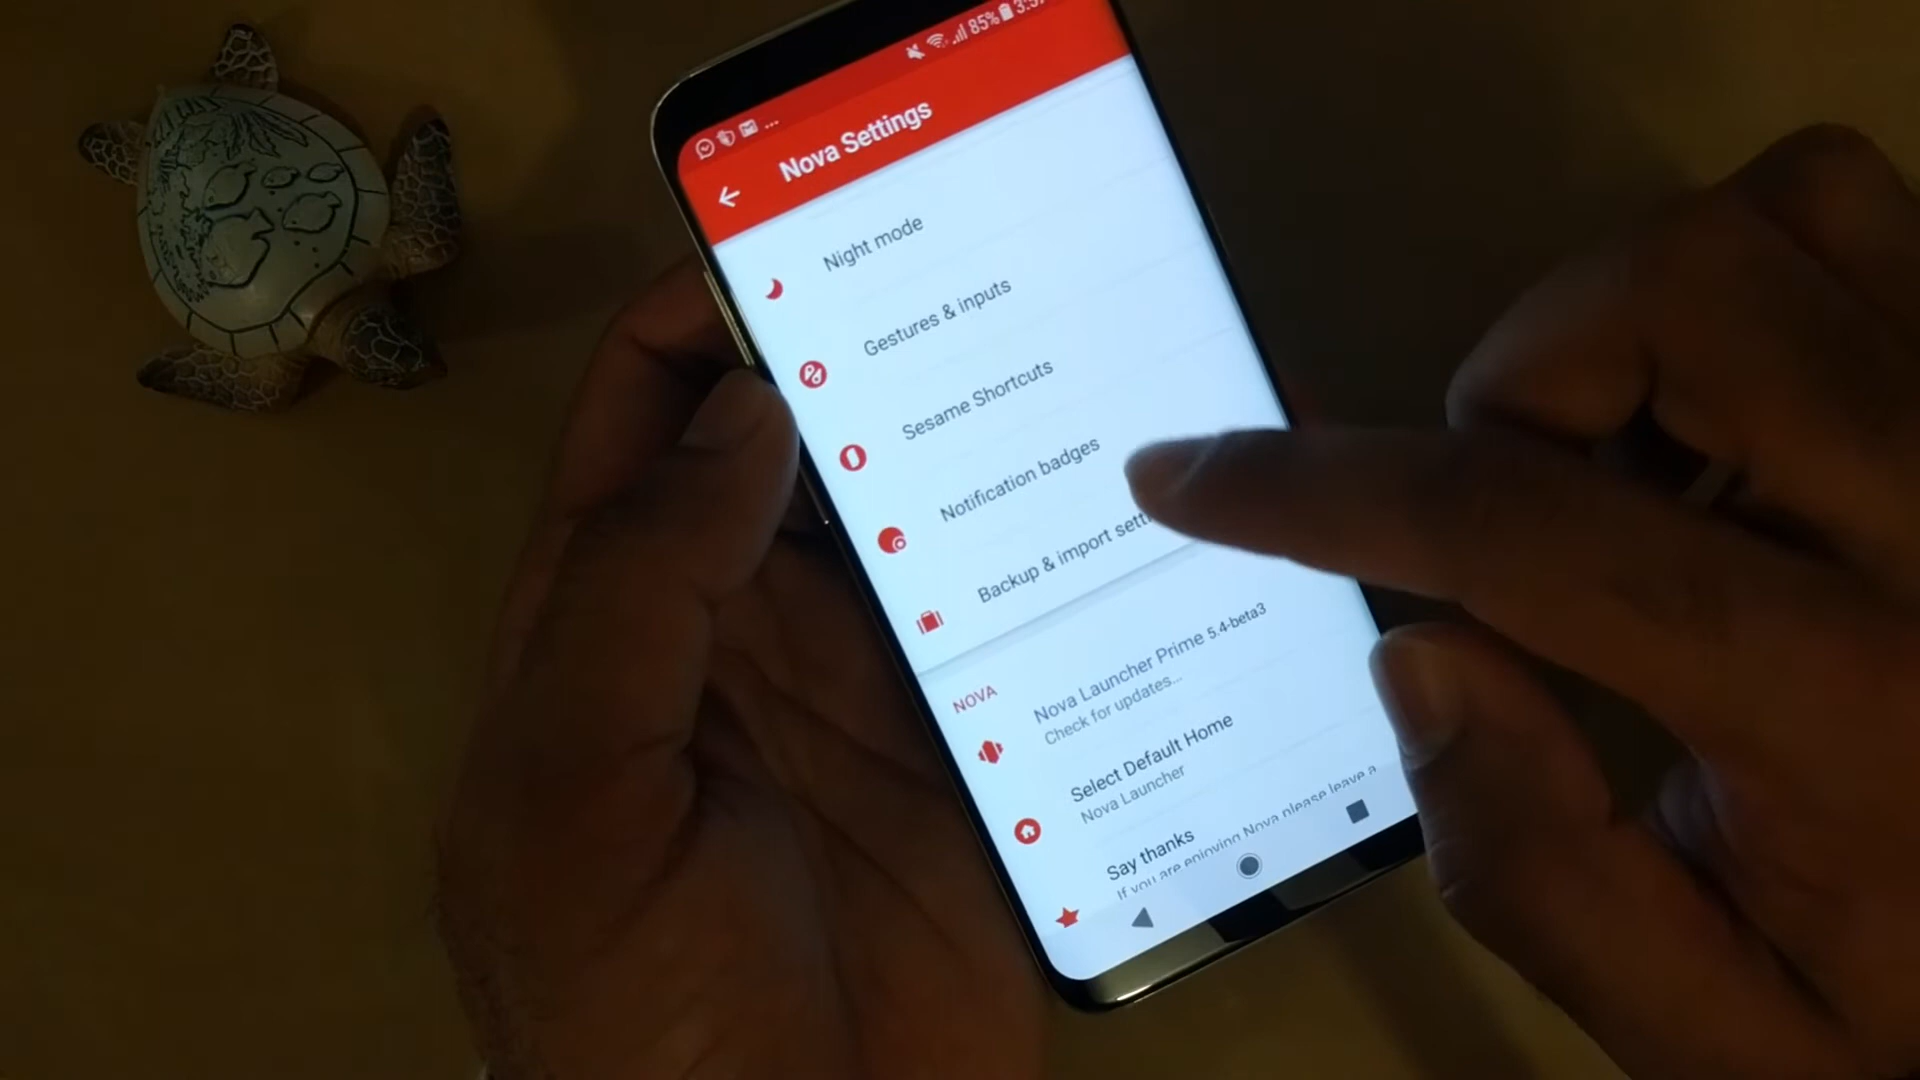 85%
Nova Settings
Night mode
Gestures & inputs
Sesame Shortcuts
Notification badges
Backup & import
NOVA
Nova Launcher Prime 5.4-beta3
Check for updates...
Select Default Home
Nova Launcher
Say thanks
If you are enjoying Nova please leave a